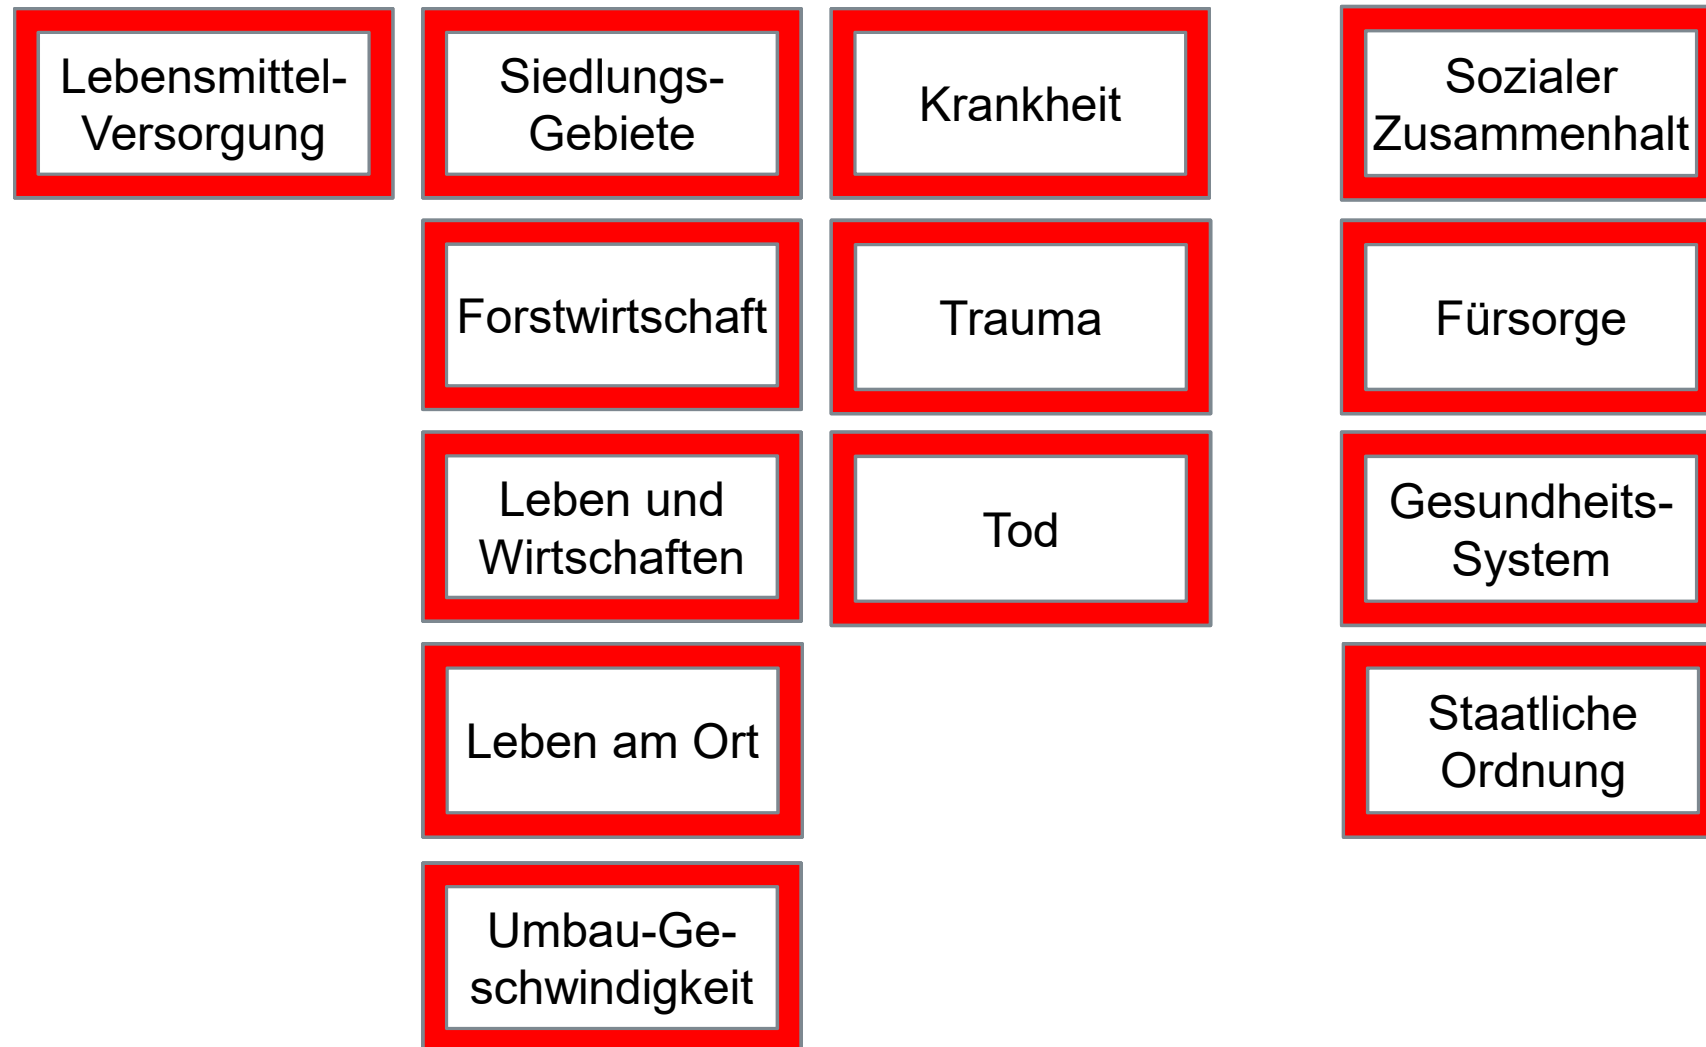 Lebensmittel-
Versorgung
Siedlungs-
Gebiete
Krankheit
Sozialer
Zusammenhalt
Forstwirtschaft
Trauma
Fürsorge
Leben und
Wirtschaften
Tod
Gesundheits-
System
Leben am Ort
Staatliche
Ordnung
Umbau-Ge-
schwindigkeit